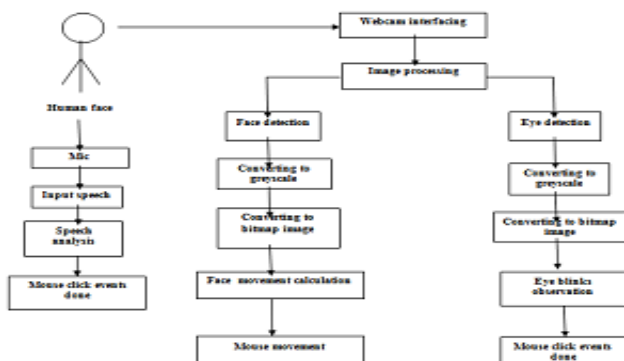 Webcam interfacing
Image processing
Human face
Mic
Input speech
Speech
analysis
Mouse click events
done
Face detection
Converting to
greyscale
Converting to
bitmap image
Face movement calculation
Mouse movement
Eye detection
Converting to
greyscale
Converting to bitmap
image
Eye blinks
observation
Mouse click events
done